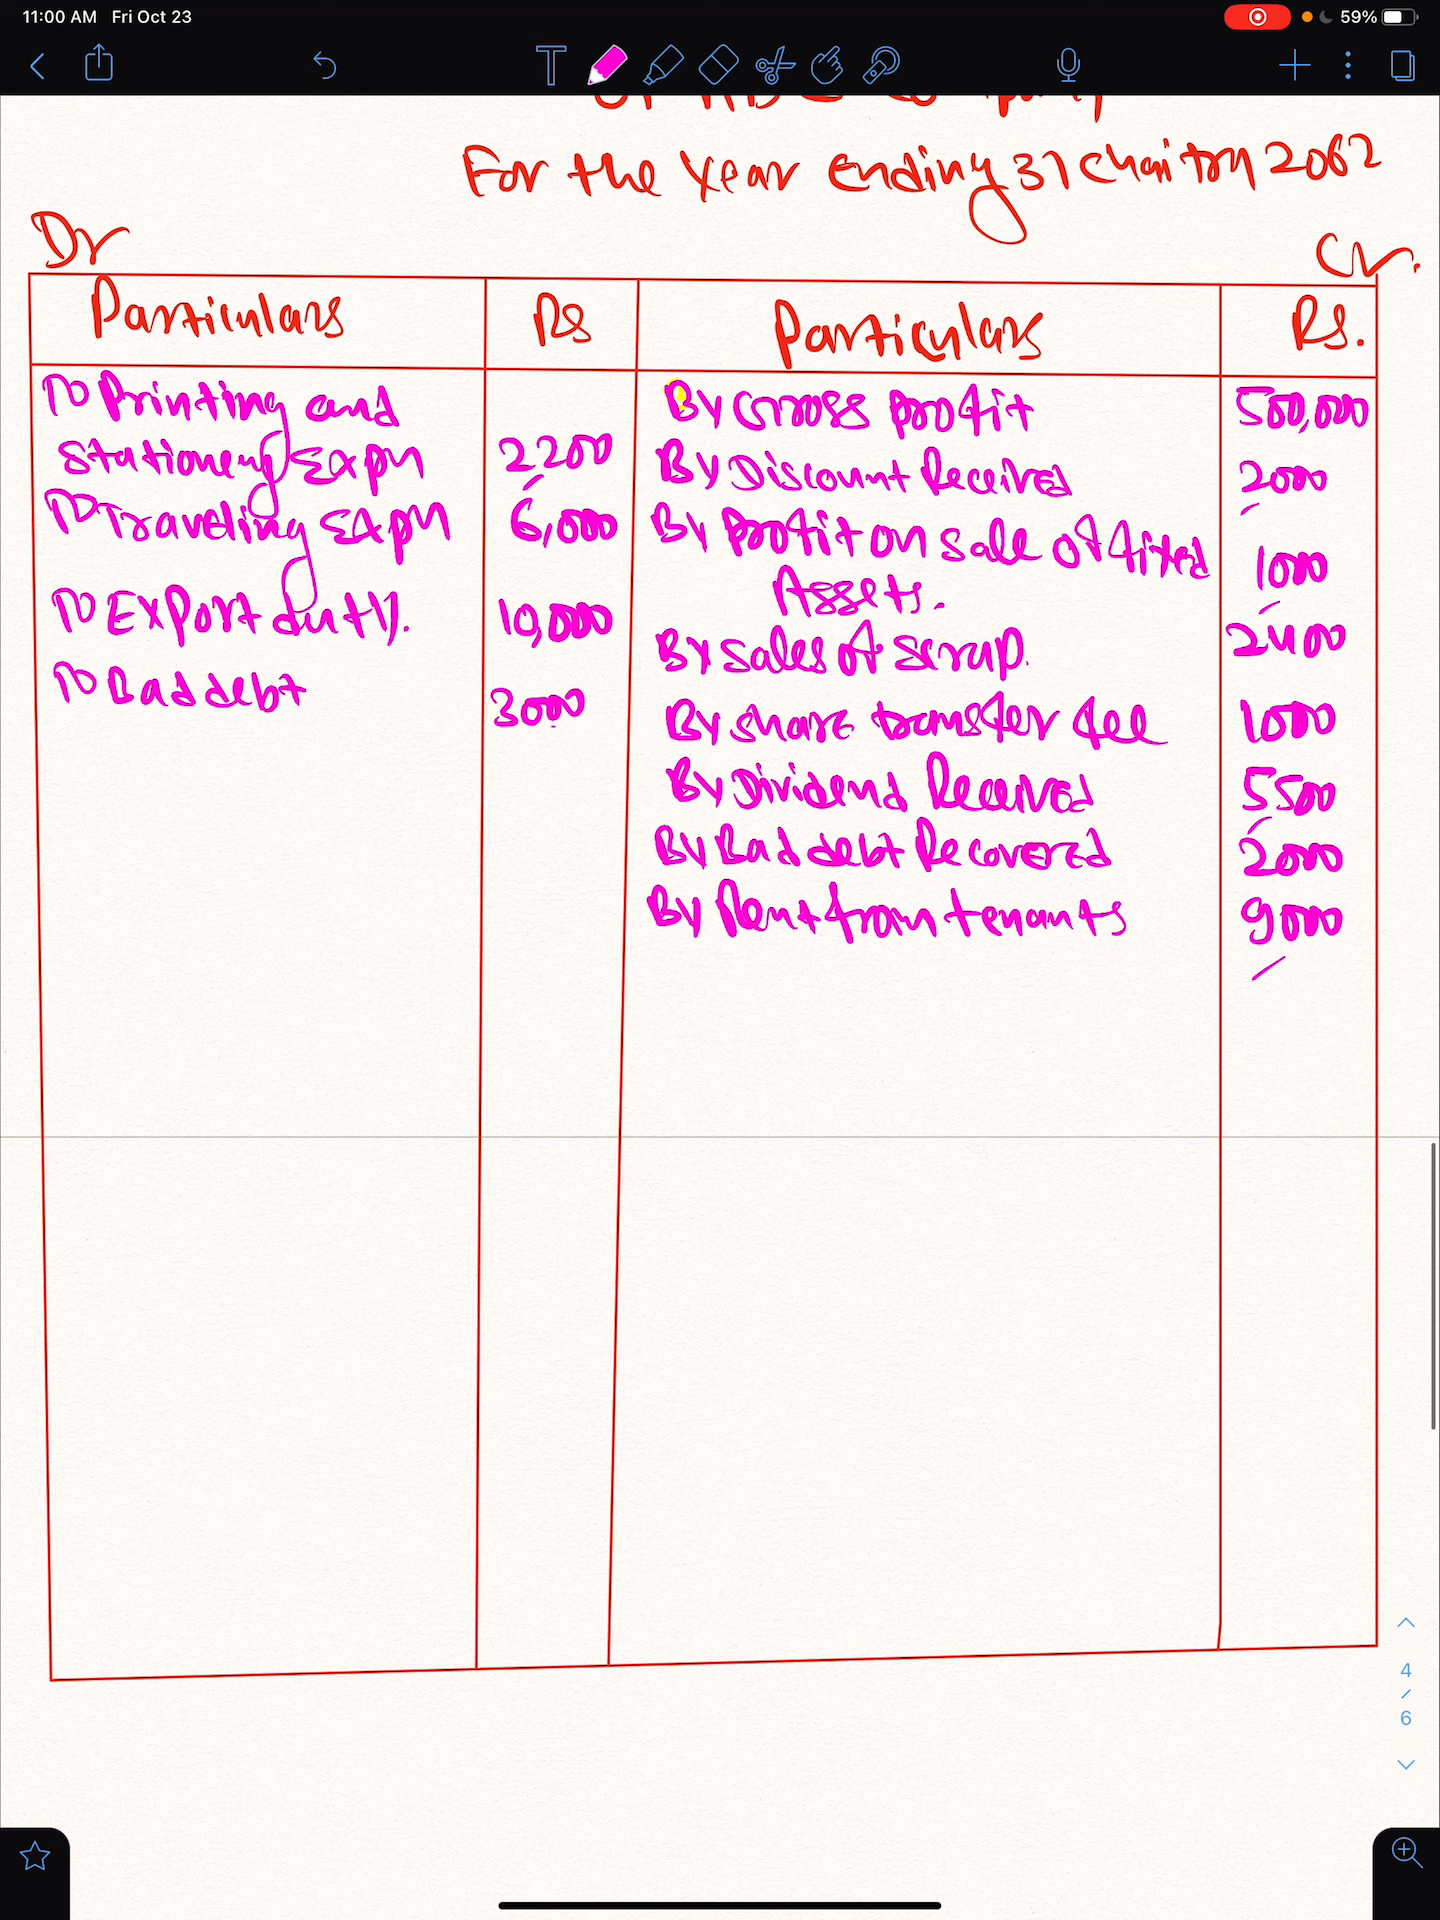 11:00 AM Fri Oct 23
59%
For the Year Ending 31 Chaitra 2062
Dr
Cr.
Particulars Rs Particulars Rs.
To Printing and
Stationery Expn 2200
To Traveling Expn 6,000
To Export duty. 10,000
To Bad debt 3000
By Gross profit 500,000
By Discount Received 2000
By Profit on Sale of fixed
Assets. 1000
By Sales of Scrap. 2400
By Share transfer fee 1000
By Dividend Received 5500
By Bad debt Recovered 2000
By Rent from tenants 9000
4
/
6